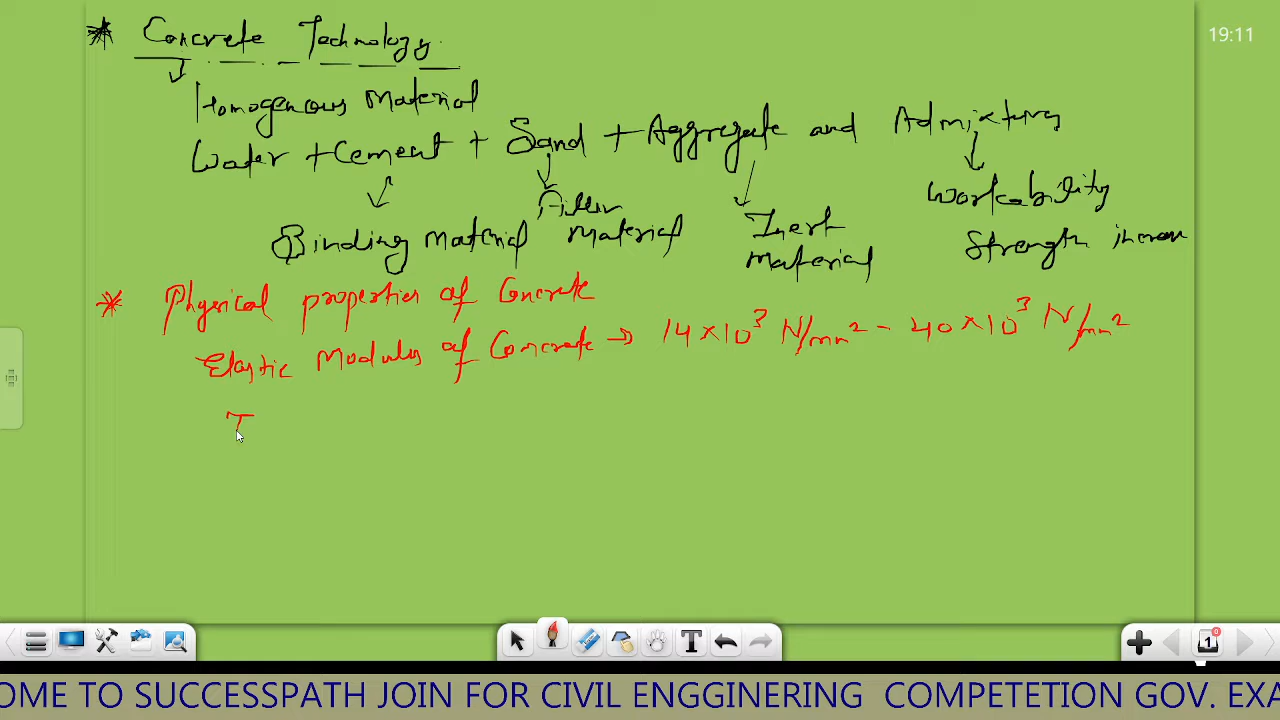 19:11
* Concrete Technology
Homogenous Material
Water + Cement + Sand + Aggregate and Admixtures
Binding Material
Filler Material
Inert Material
Workability
Strength increase
* Physical properties of Concrete
Elastic Modulus of Concrete → 14×10³ N/mm² - 40×10³ N/mm²
T
1
OME TO SUCCESSPATH JOIN FOR CIVIL ENGGINERING COMPETETION GOV. EXA